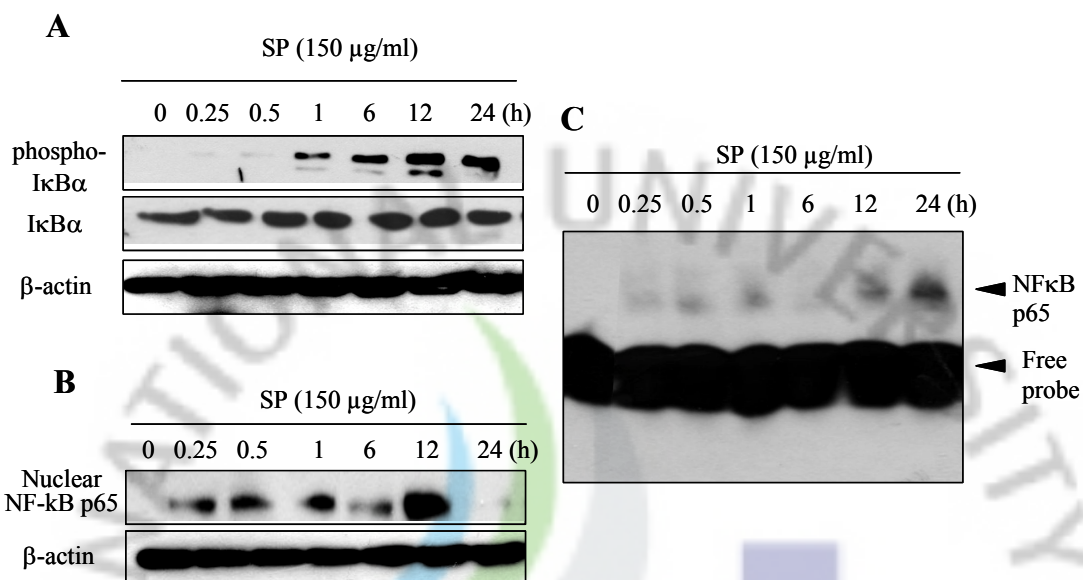 A
SP (150 µg/ml)
0 0.25 0.5 1 6 12 24 (h)
phospho-
IκBα
IκBα
β-actin
B
SP (150 µg/ml)
0 0.25 0.5 1 6 12 24 (h)
Nuclear
NF-kB p65
β-actin
C
SP (150 µg/ml)
0 0.25 0.5 1 6 12 24 (h)
NFκB
p65
Free
probe
NATIONAL UNIVERSITY